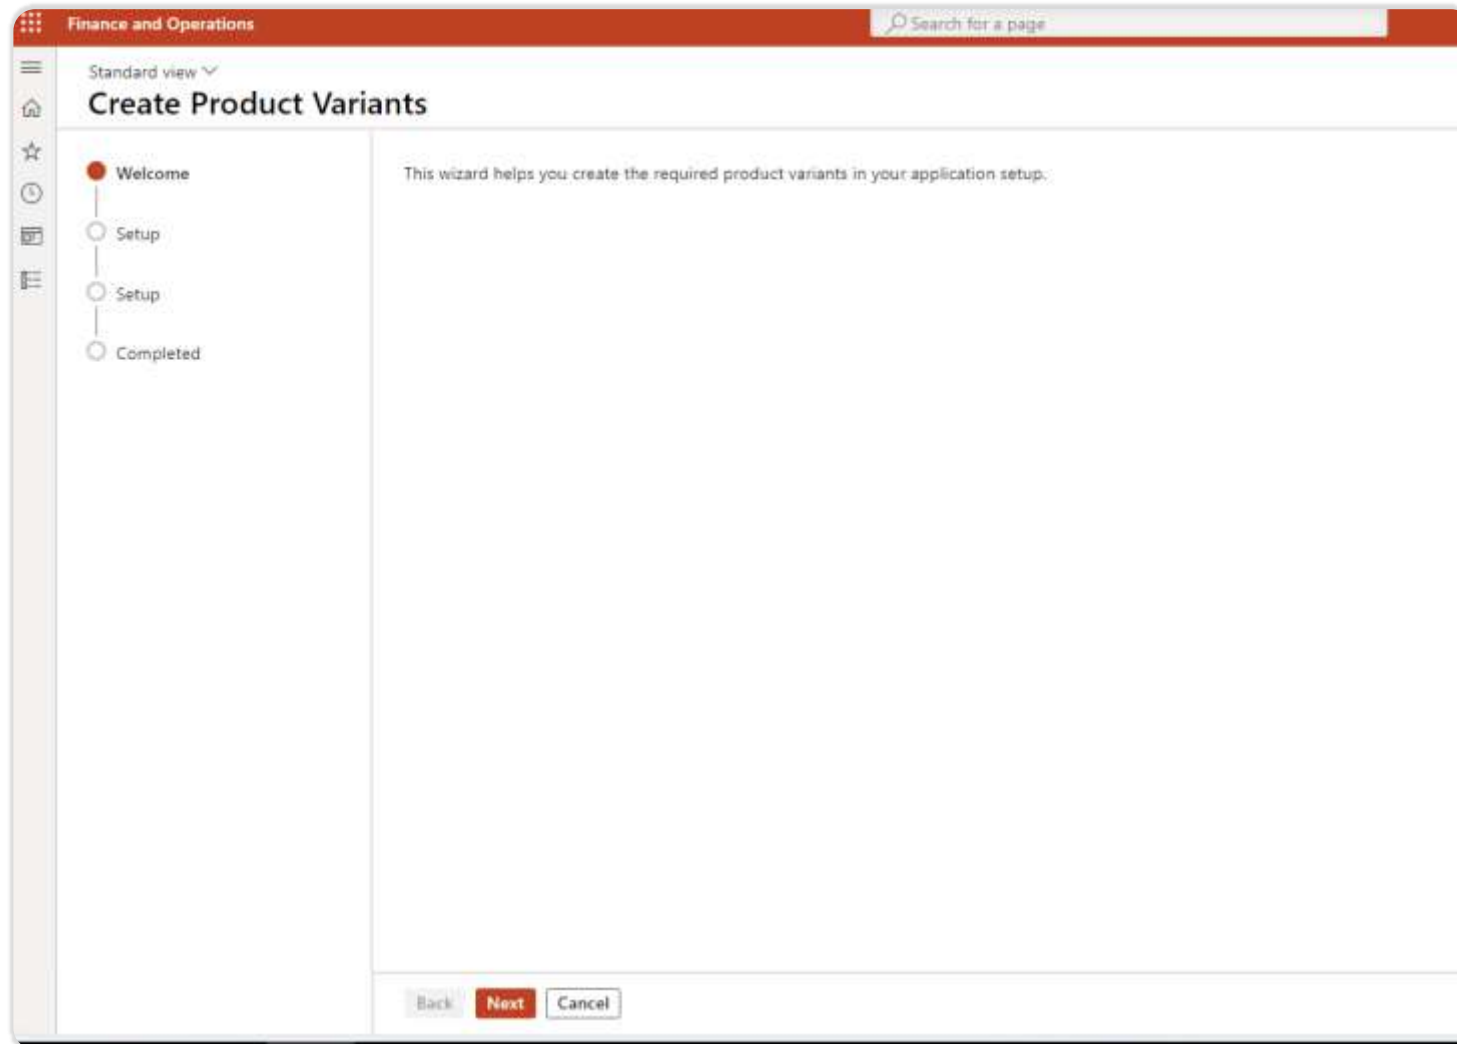 Finance and Operations
Search for a page
Standard view
Create Product Variants
Welcome
Setup
Setup
Completed
This wizard helps you create the required product variants in your application setup.
Back Next Cancel